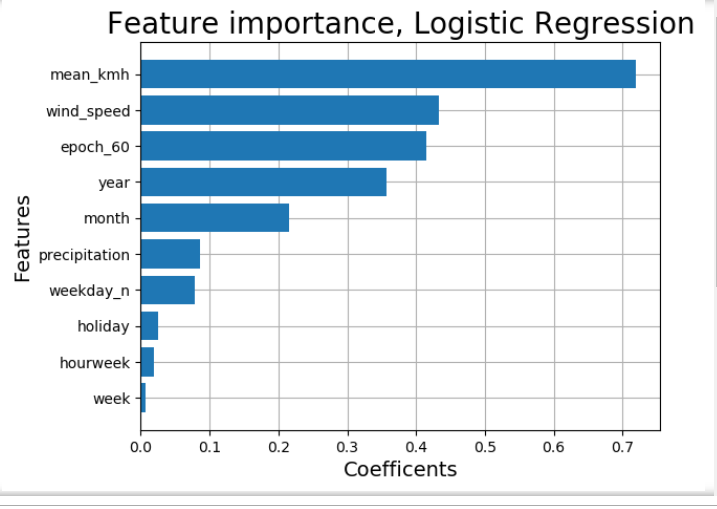 Feature importance, Logistic Regression
mean_kmh
wind_speed
epoch_60
year
month
precipitation
weekday_n
holiday
hourweek
week
Features
0.0 0.1 0.2 0.3 0.4 0.5 0.6 0.7
Coefficents